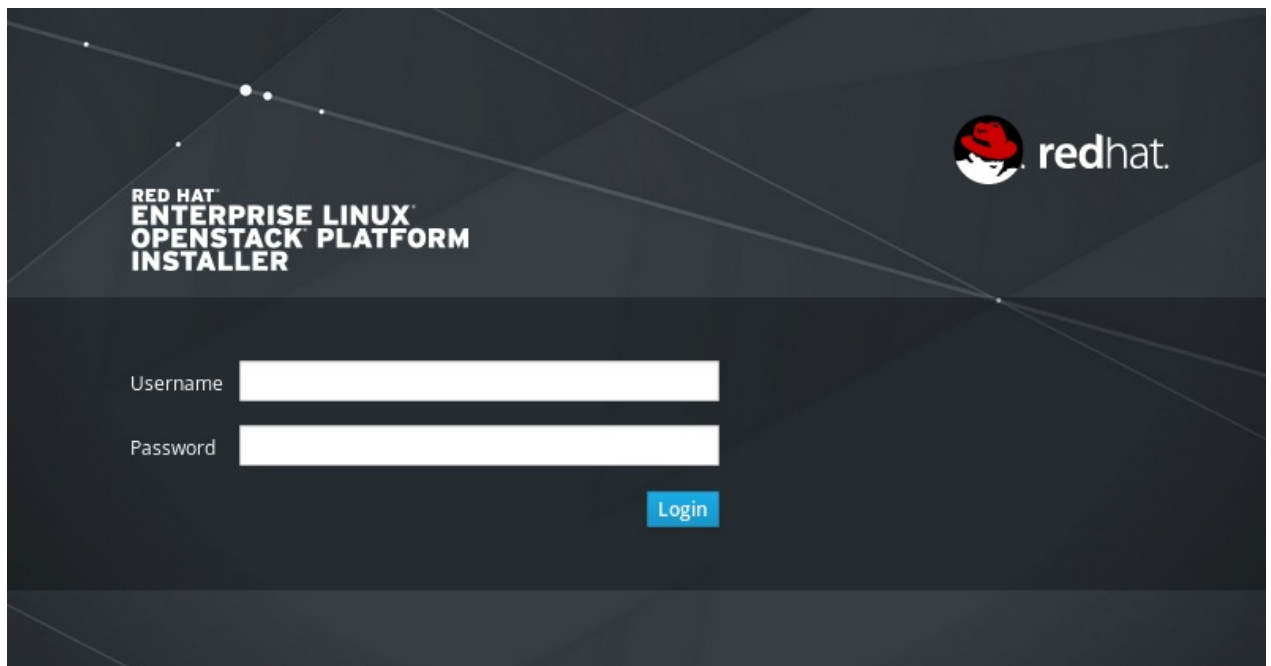 redhat.
RED HAT
ENTERPRISE LINUX
OPENSTACK PLATFORM
INSTALLER
Username
Password
Login